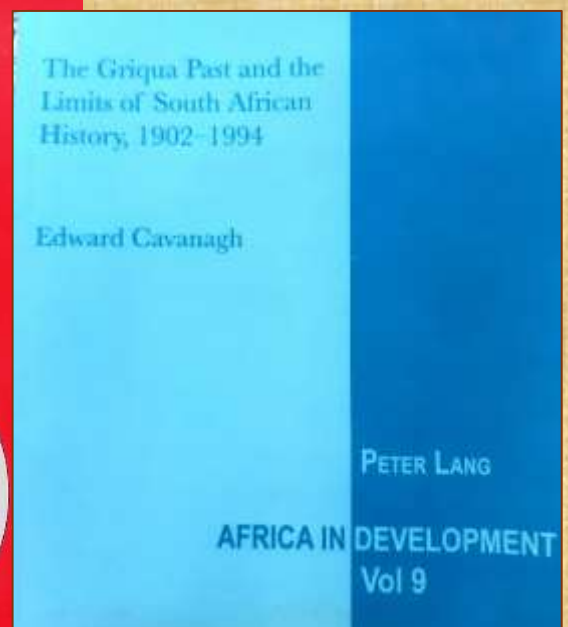 The Griqua Past and the
Limits of South African
History, 1902–1994
Edward Cavanagh
PETER LANG
AFRICA IN DEVELOPMENT
Vol 9